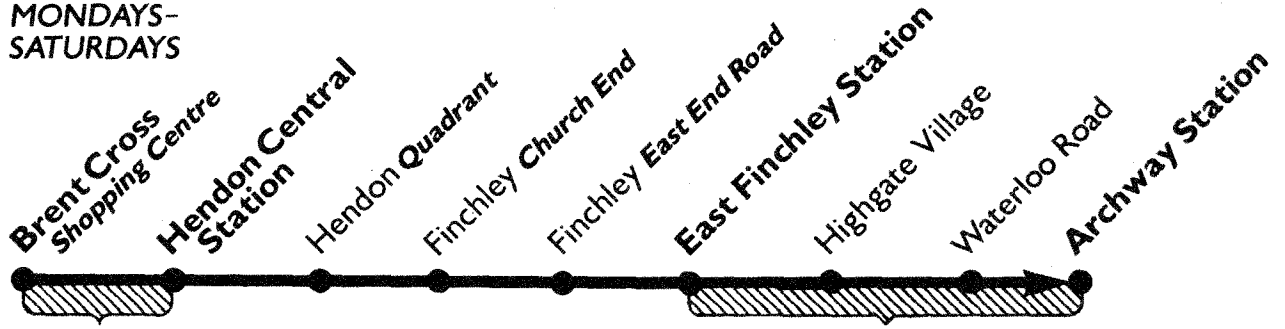 MONDAYS–
SATURDAYS
Brent Cross
Shopping Centre
Hendon Central
Station
Hendon Quadrant
Finchley Church End
Finchley East End Road
East Finchley Station
Highgate Village
Waterloo Road
Archway Station